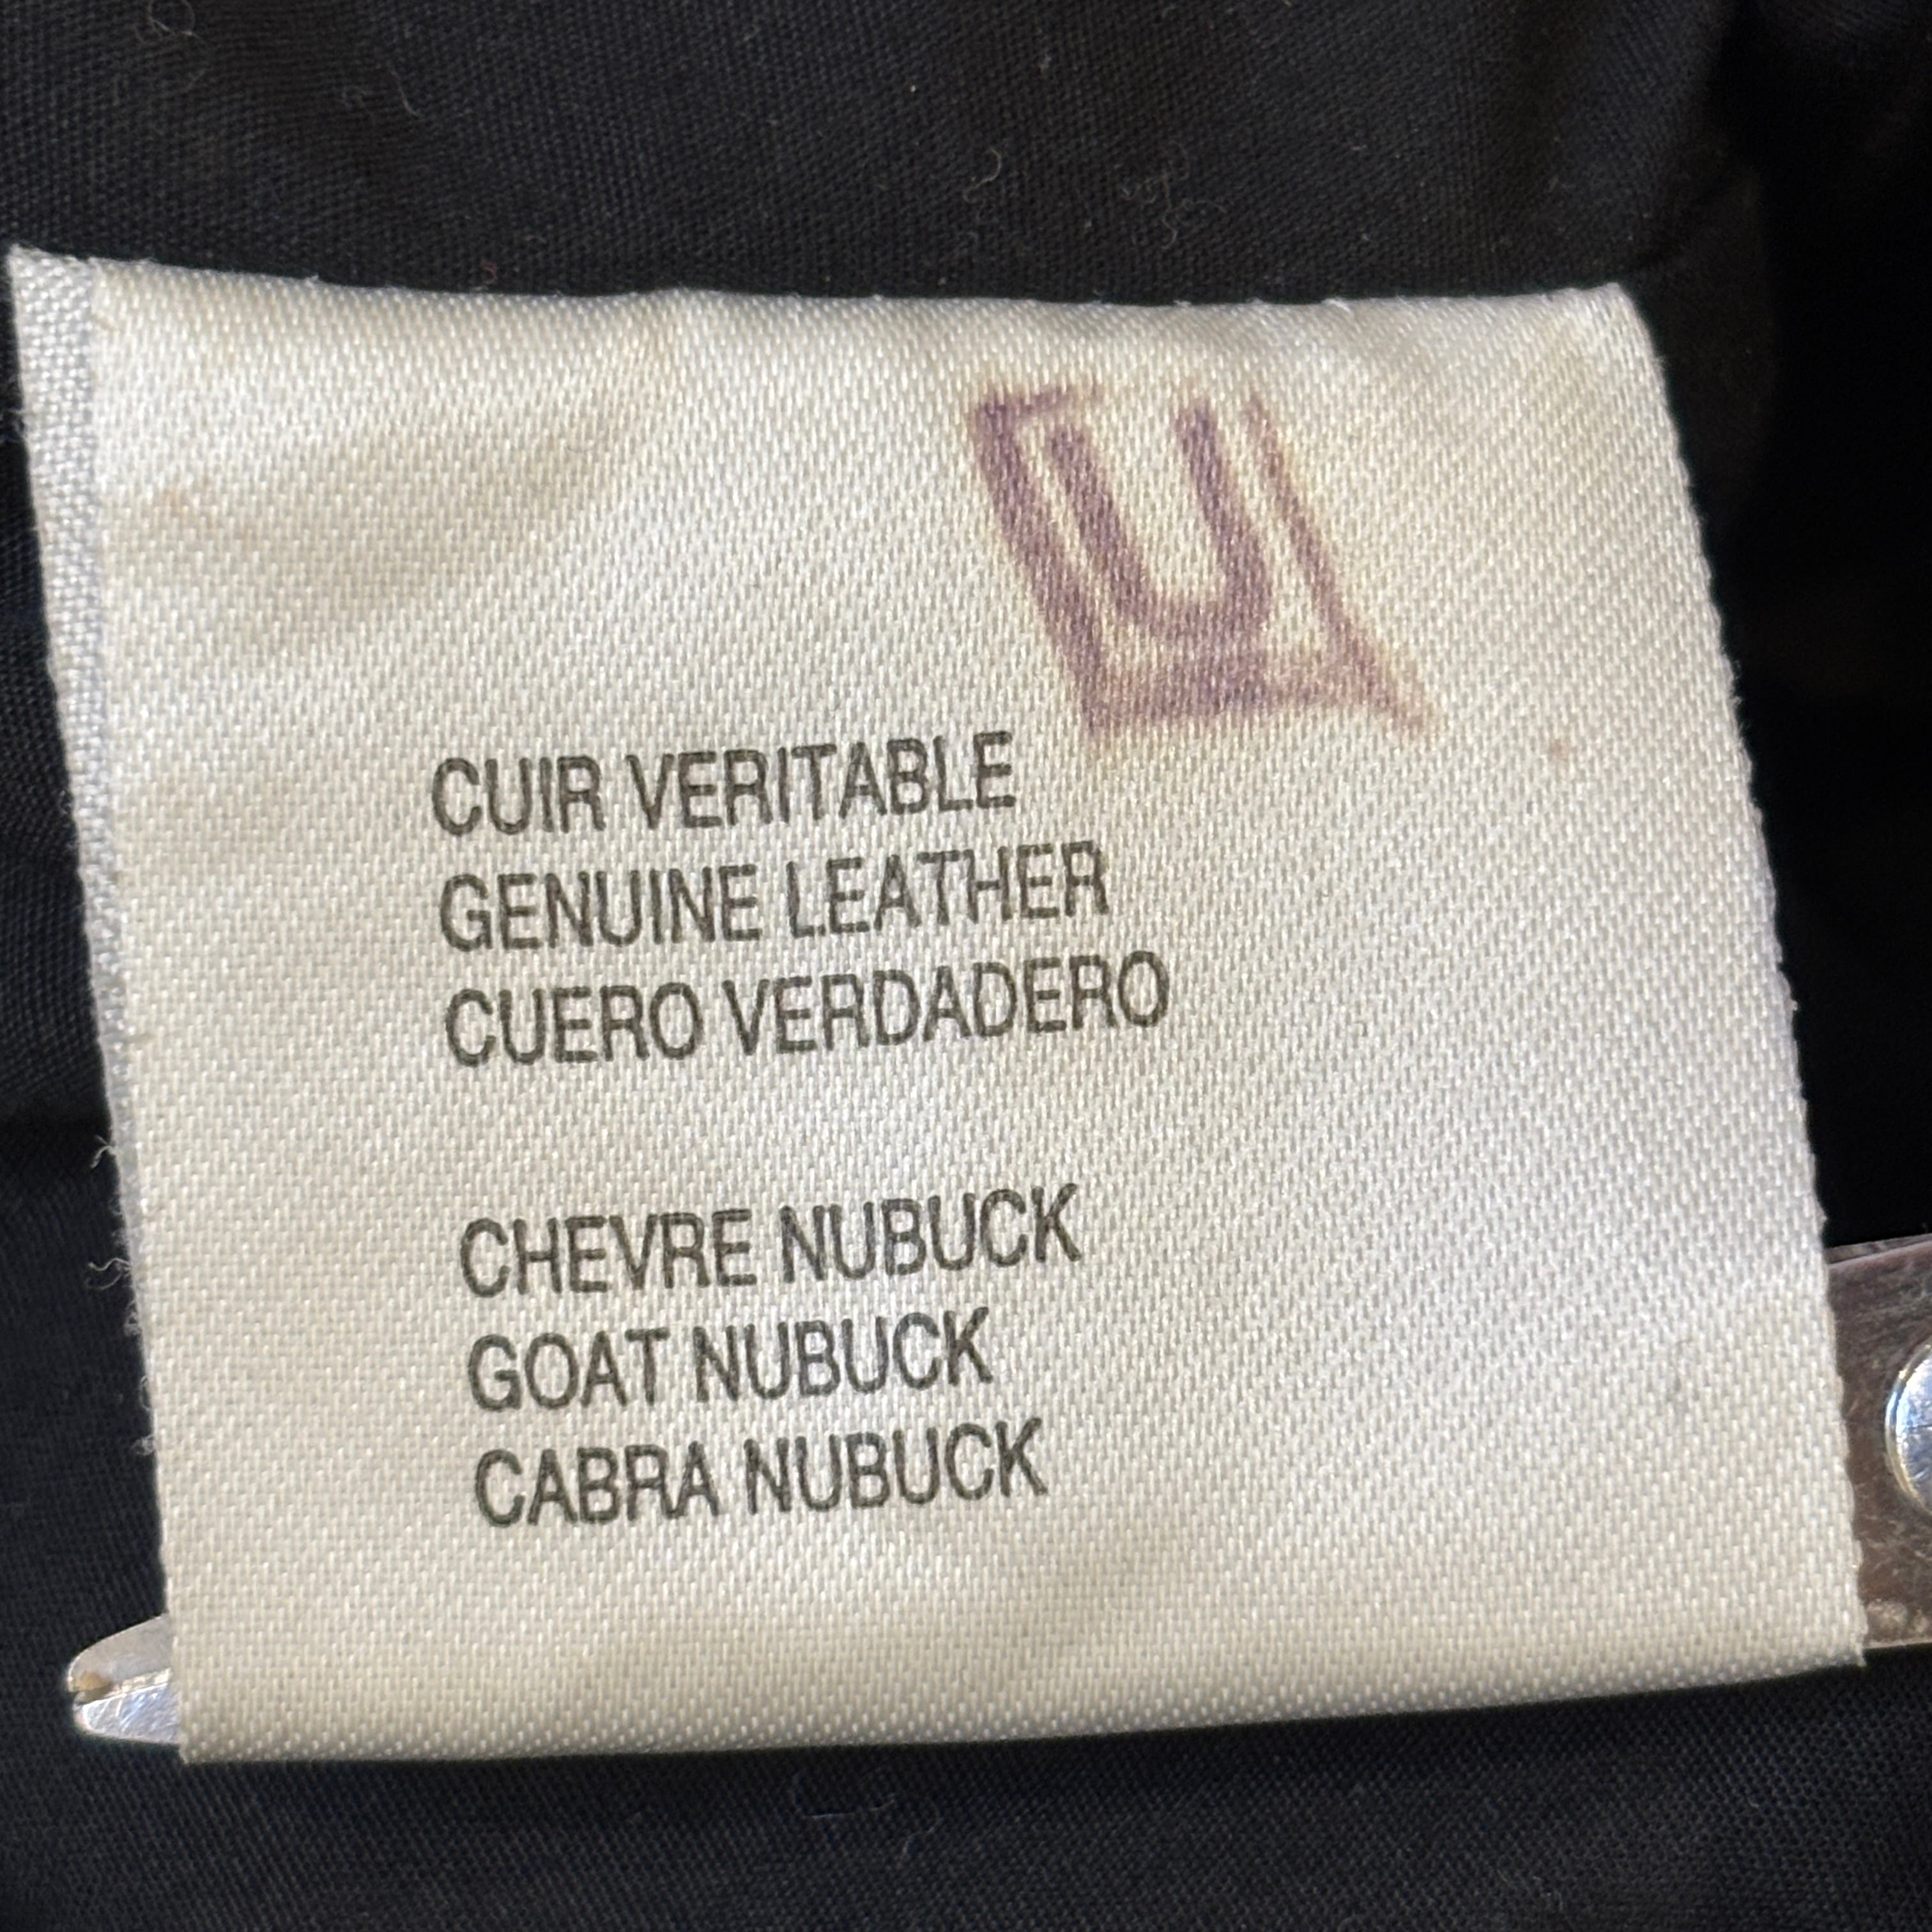 U
CUIR VERITABLE
GENUINE LEATHER
CUERO VERDADERO
CHEVRE NUBUCK
GOAT NUBUCK
CABRA NUBUCK